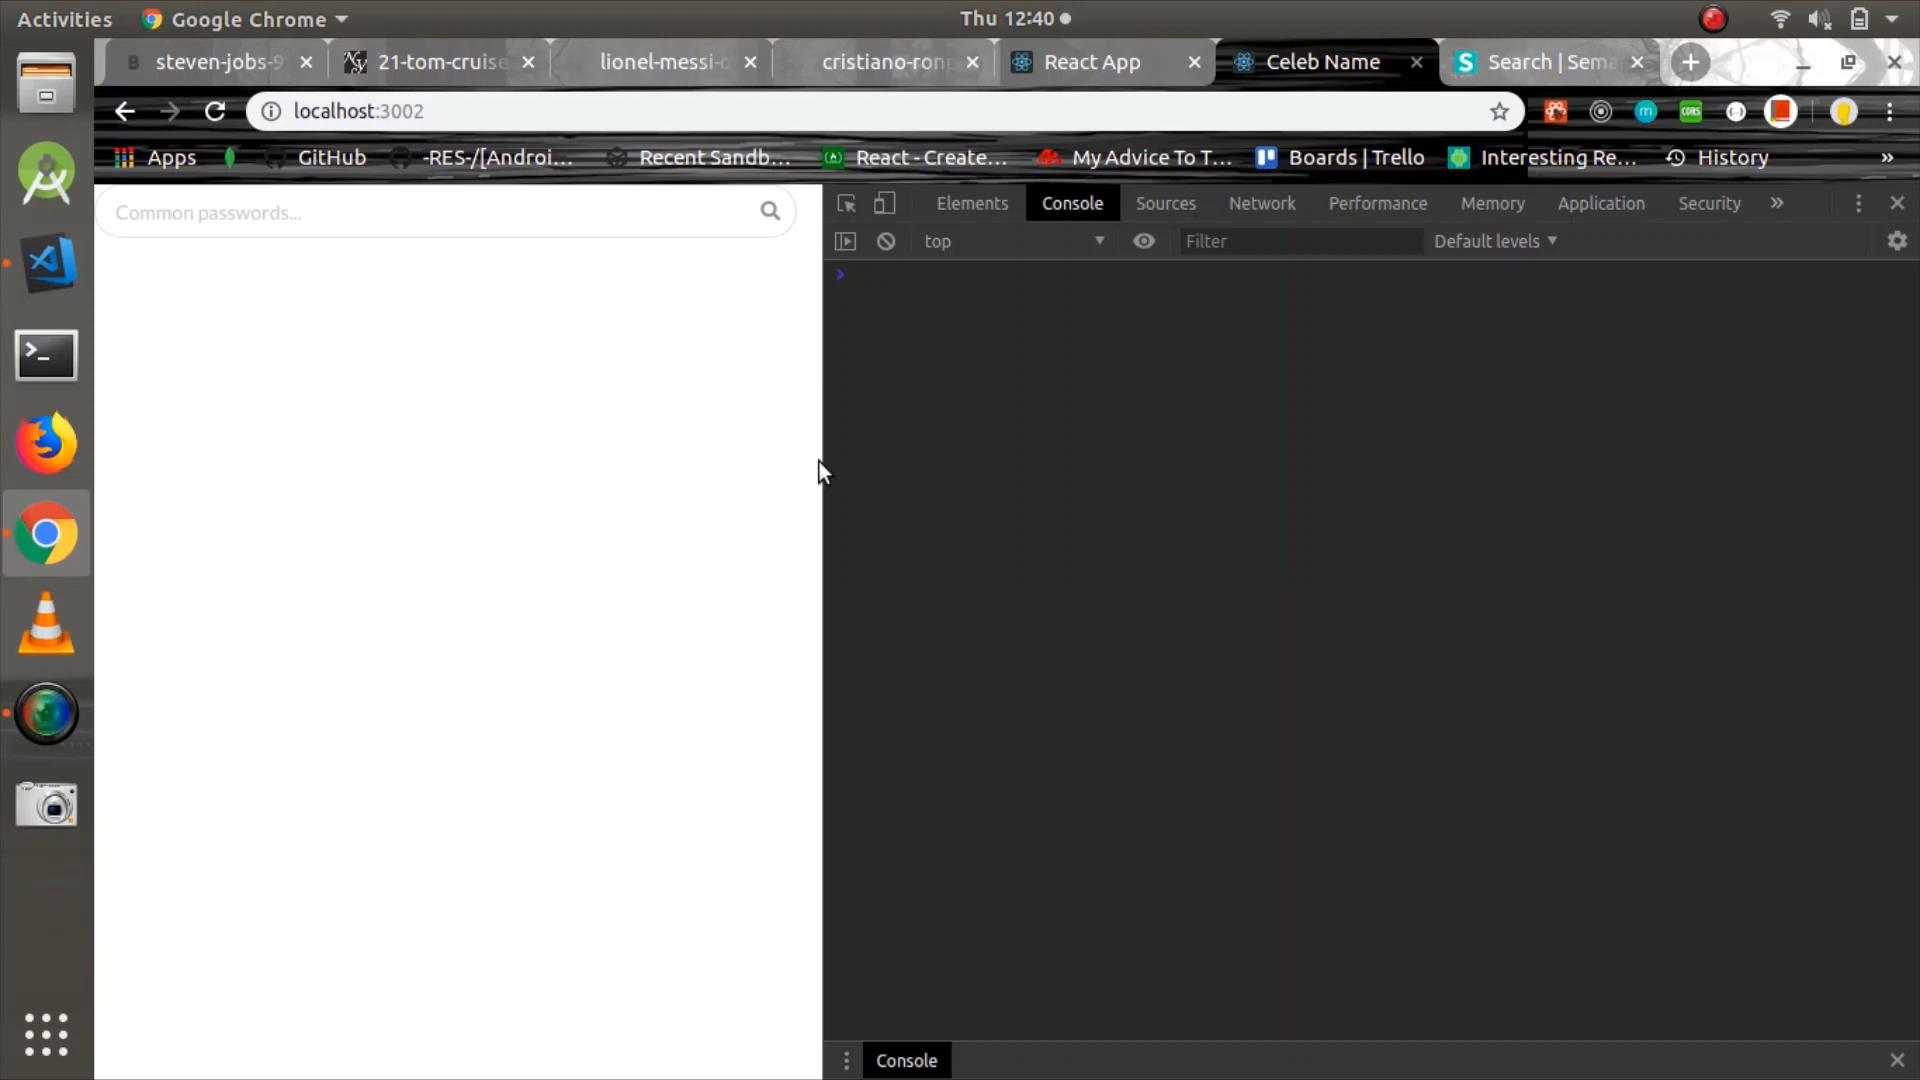 Activities Google Chrome Thu 12:40
steven-jobs-9 21-tom-cruise lionel-messi- cristiano-ron React App Celeb Name Search | Sema
localhost:3002
Apps GitHub -RES-/[Androi... Recent Sandb... React - Create... My Advice To T... Boards | Trello Interesting Re... History »
Common passwords...
Elements Console Sources Network Performance Memory Application Security »
top Filter Default levels
Console